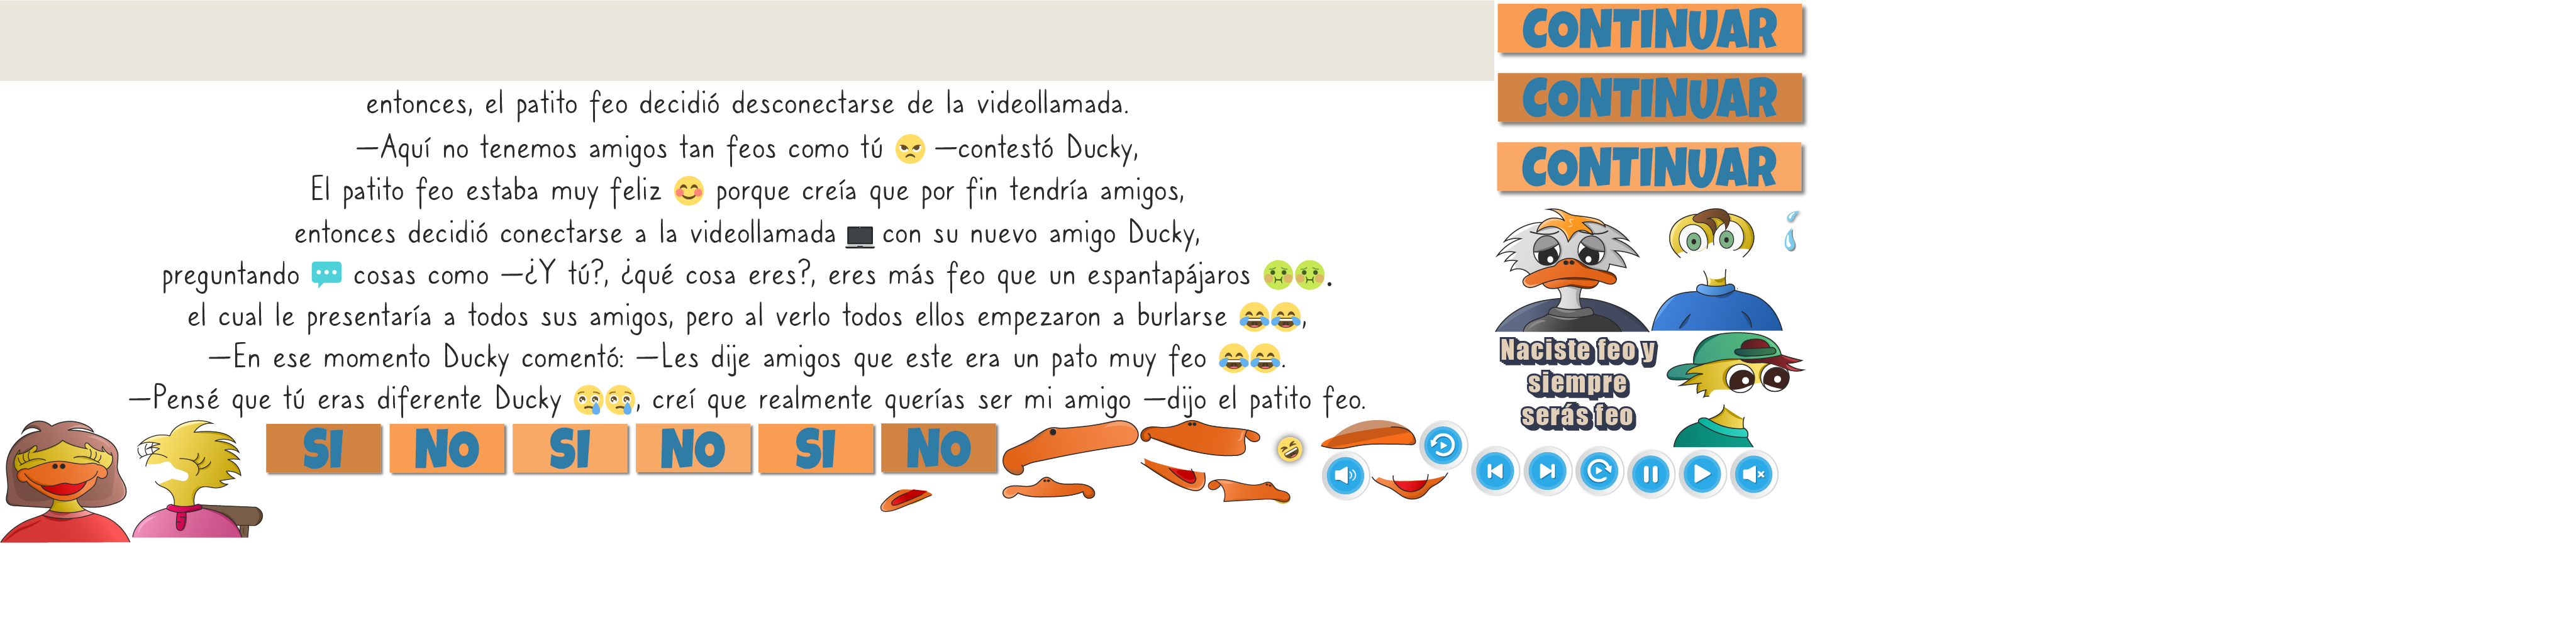 CONTINUAR
CONTINUAR
CONTINUAR
entonces, el patito feo decidió desconectarse de la videollamada.
—Aquí no tenemos amigos tan feos como tú 😠 —contestó Ducky,
El patito feo estaba muy feliz 😊 porque creía que por fin tendría amigos,
entonces decidió conectarse a la videollamada 💻 con su nuevo amigo Ducky,
preguntando 💬 cosas como —¿Y tú?, ¿qué cosa eres?, eres más feo que un espantapájaros 🤢🤢.
el cual le presentaría a todos sus amigos, pero al verlo todos ellos empezaron a burlarse 😂😂,
—En ese momento Ducky comentó: —Les dije amigos que este era un pato muy feo 😂😂.
—Pensé que tú eras diferente Ducky 😢😢, creí que realmente querías ser mi amigo —dijo el patito feo.
Naciste feo y
siempre
serás feo
SI NO SI NO SI NO